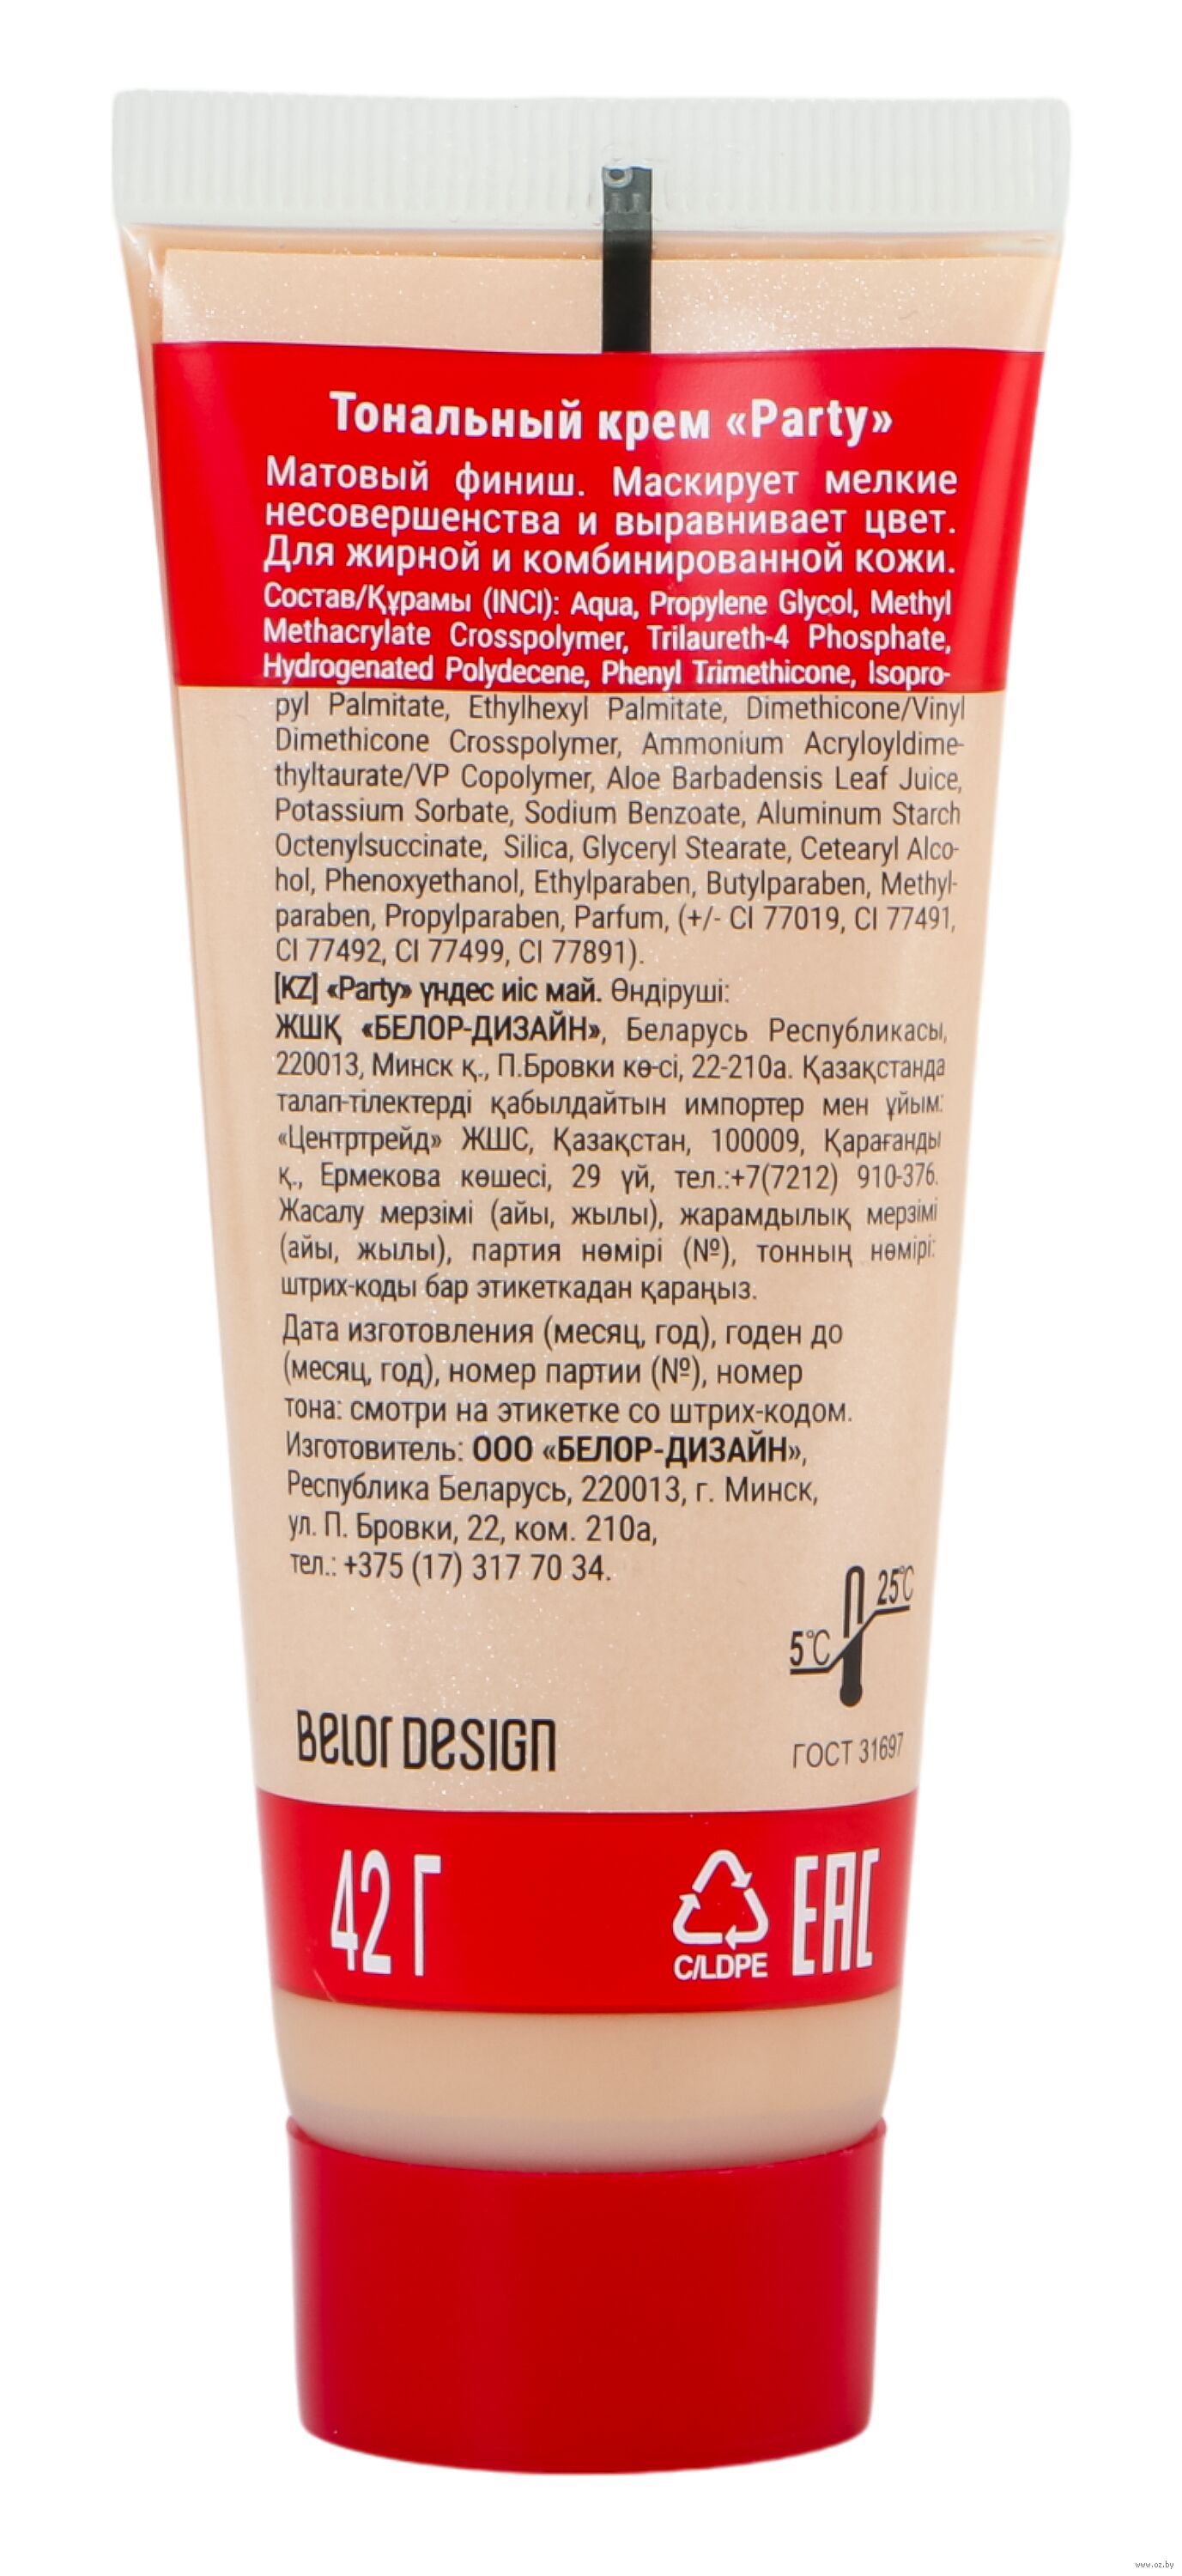 Тональный крем «Party»
Матовый финиш. Маскирует мелкие
несовершенства и выравнивает цвет.
Для жирной и комбинированной кожи.
Состав/Құрамы (INCI): Aqua, Propylene Glycol, Methyl
Methacrylate Crosspolymer, Trilaureth-4 Phosphate,
Hydrogenated Polydecene, Phenyl Trimethicone, Isopro-
pyl Palmitate, Ethylhexyl Palmitate, Dimethicone/Vinyl
Dimethicone Crosspolymer, Ammonium Acryloyldime-
thyltaurate/VP Copolymer, Aloe Barbadensis Leaf Juice,
Potassium Sorbate, Sodium Benzoate, Aluminum Starch
Octenylsuccinate, Silica, Glyceryl Stearate, Cetearyl Alco-
hol, Phenoxyethanol, Ethylparaben, Butylparaben, Methyl-
paraben, Propylparaben, Parfum, (+/- CI 77019, CI 77491,
CI 77492, CI 77499, CI 77891).
[KZ] «Party» үндес иіс май. Өндіруші:
ЖШҚ «БЕЛОР-ДИЗАЙН», Беларусь Республикасы,
220013, Минск қ., П.Бровки кө-сі, 22-210а. Қазақстанда
талап-тілектерді қабылдайтын импортер мен ұйым:
«Центртрейд» ЖШС, Қазақстан, 100009, Қарағанды
қ., Ермекова көшесі, 29 үй, тел.:+7(7212) 910-376.
Жасалу мерзімі (айы, жылы), жарамдылық мерзімі
(айы, жылы), партия нөмірі (№), тонның нөмірі:
штрих-коды бар этикеткадан қараңыз.
Дата изготовления (месяц, год), годен до
(месяц, год), номер партии (№), номер
тона: смотри на этикетке со штрих-кодом.
Изготовитель: ООО «БЕЛОР-ДИЗАЙН»,
Республика Беларусь, 220013, г. Минск,
ул. П. Бровки, 22, ком. 210а,
тел.: +375 (17) 317 70 34.
25°C
5°C
BELOR DESIGN
ГОСТ 31697
42 Г
C/LDPE
EAC
www.oz.by